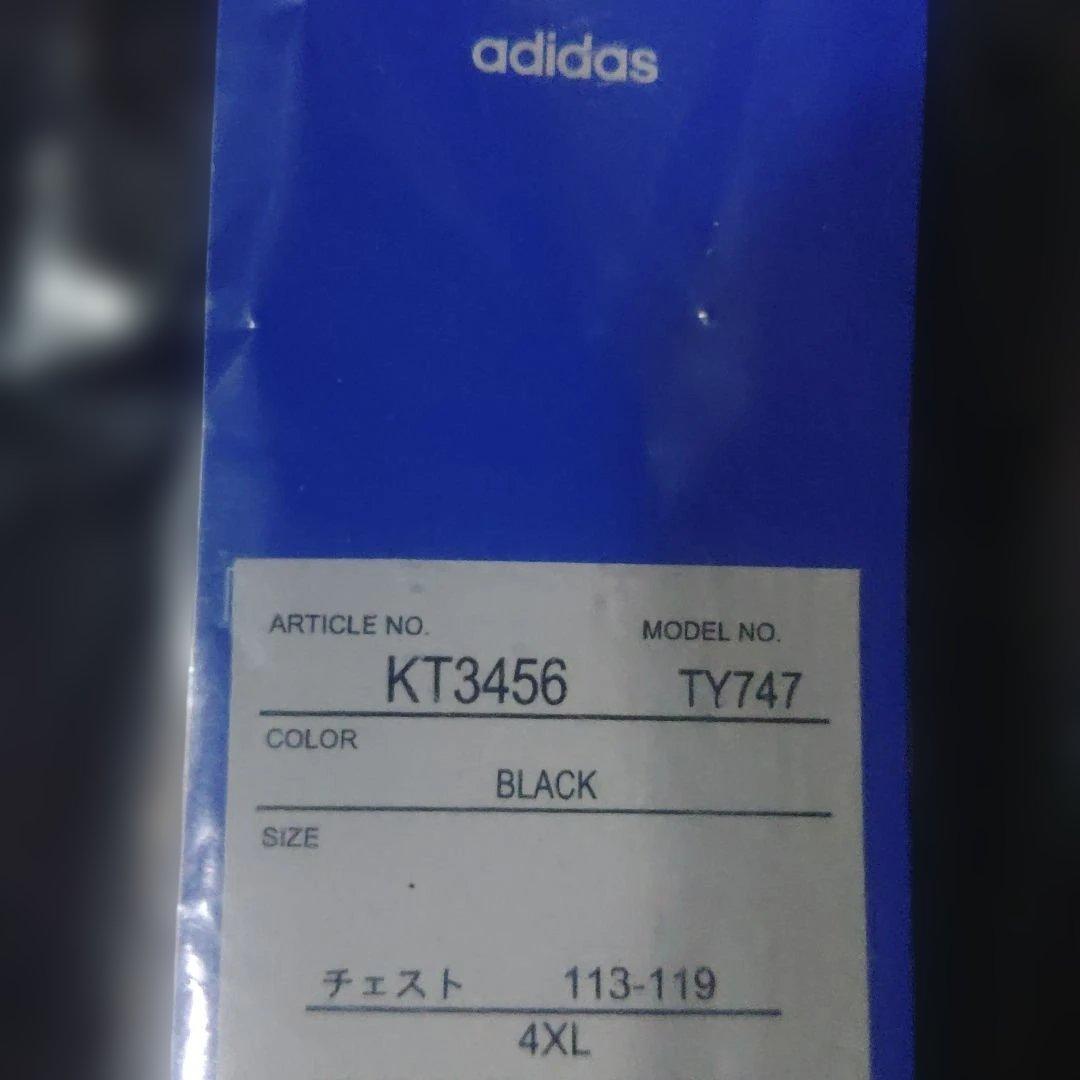 adidas
ARTICLE NO. MODEL NO.
KT3456 TY747
COLOR
BLACK
SIZE
チェスト 113-119
4XL